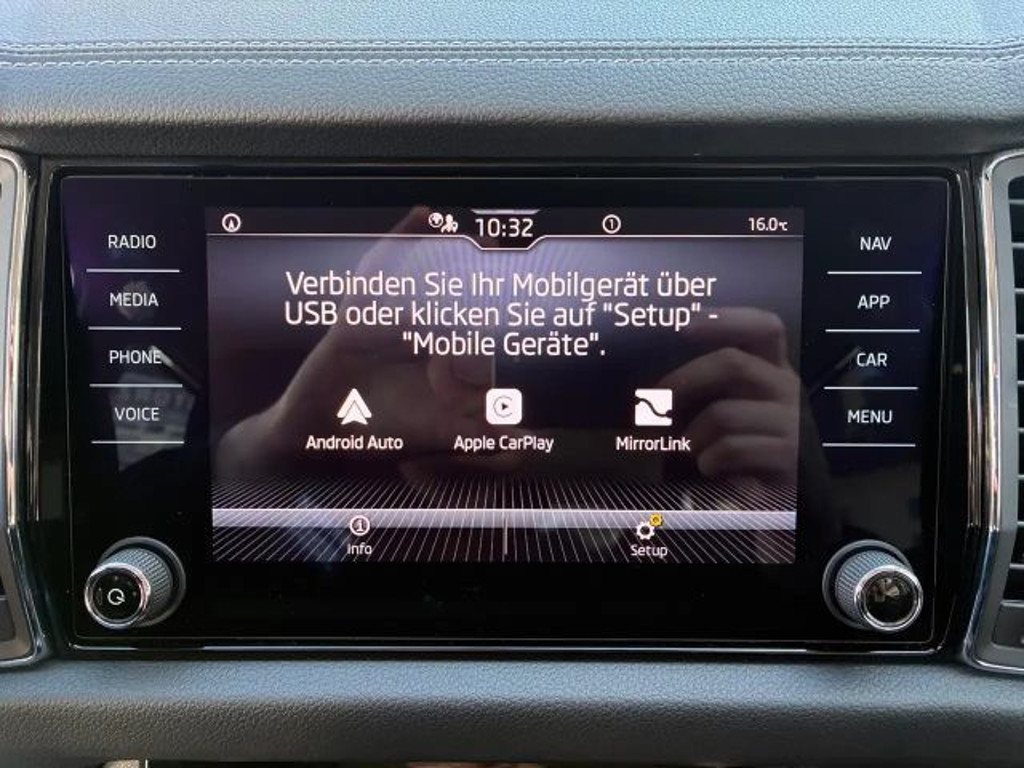 RADIO
MEDIA
PHONE
VOICE
10:32
1
16.0°C
Verbinden Sie Ihr Mobilgerät über
USB oder klicken Sie auf "Setup" -
"Mobile Geräte".
Android Auto
Apple CarPlay
MirrorLink
Info
Setup
NAV
APP
CAR
MENU